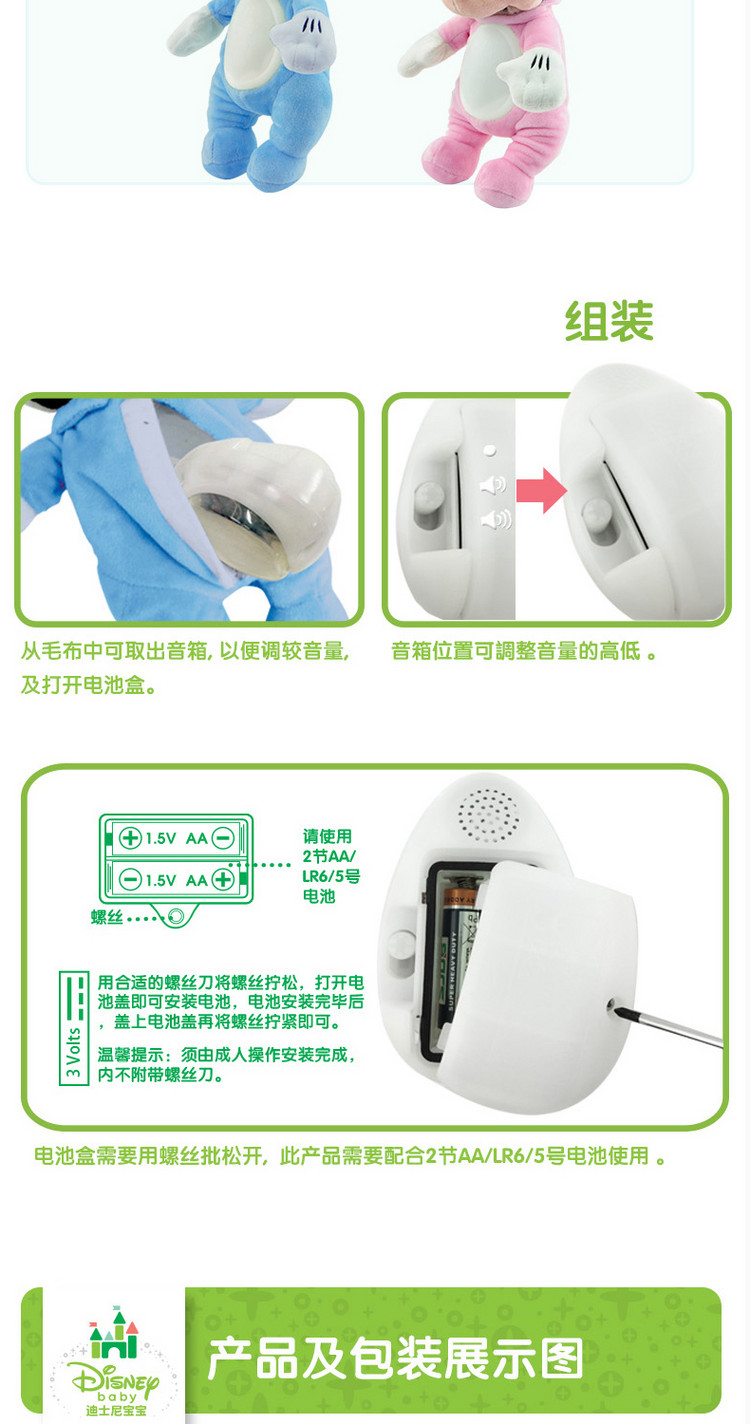 组装
从毛布中可取出音箱, 以便调较音量,
及打开电池盒。
音箱位置可調整音量的高低 。
+ 1.5V AA −
− 1.5V AA +
螺丝
请使用
2节AA/
LR6/5号
电池
3 Volts
用合适的螺丝刀将螺丝拧松，打开电
池盖即可安装电池，电池安装完毕后
，盖上电池盖再将螺丝拧紧即可。
温馨提示：须由成人操作安装完成，
内不附带螺丝刀。
SUPER HEAVY DUTY
电池盒需要用螺丝批松开, 此产品需要配合2节AA/LR6/5号电池使用 。
Disney
baby
迪士尼宝宝
产品及包装展示图